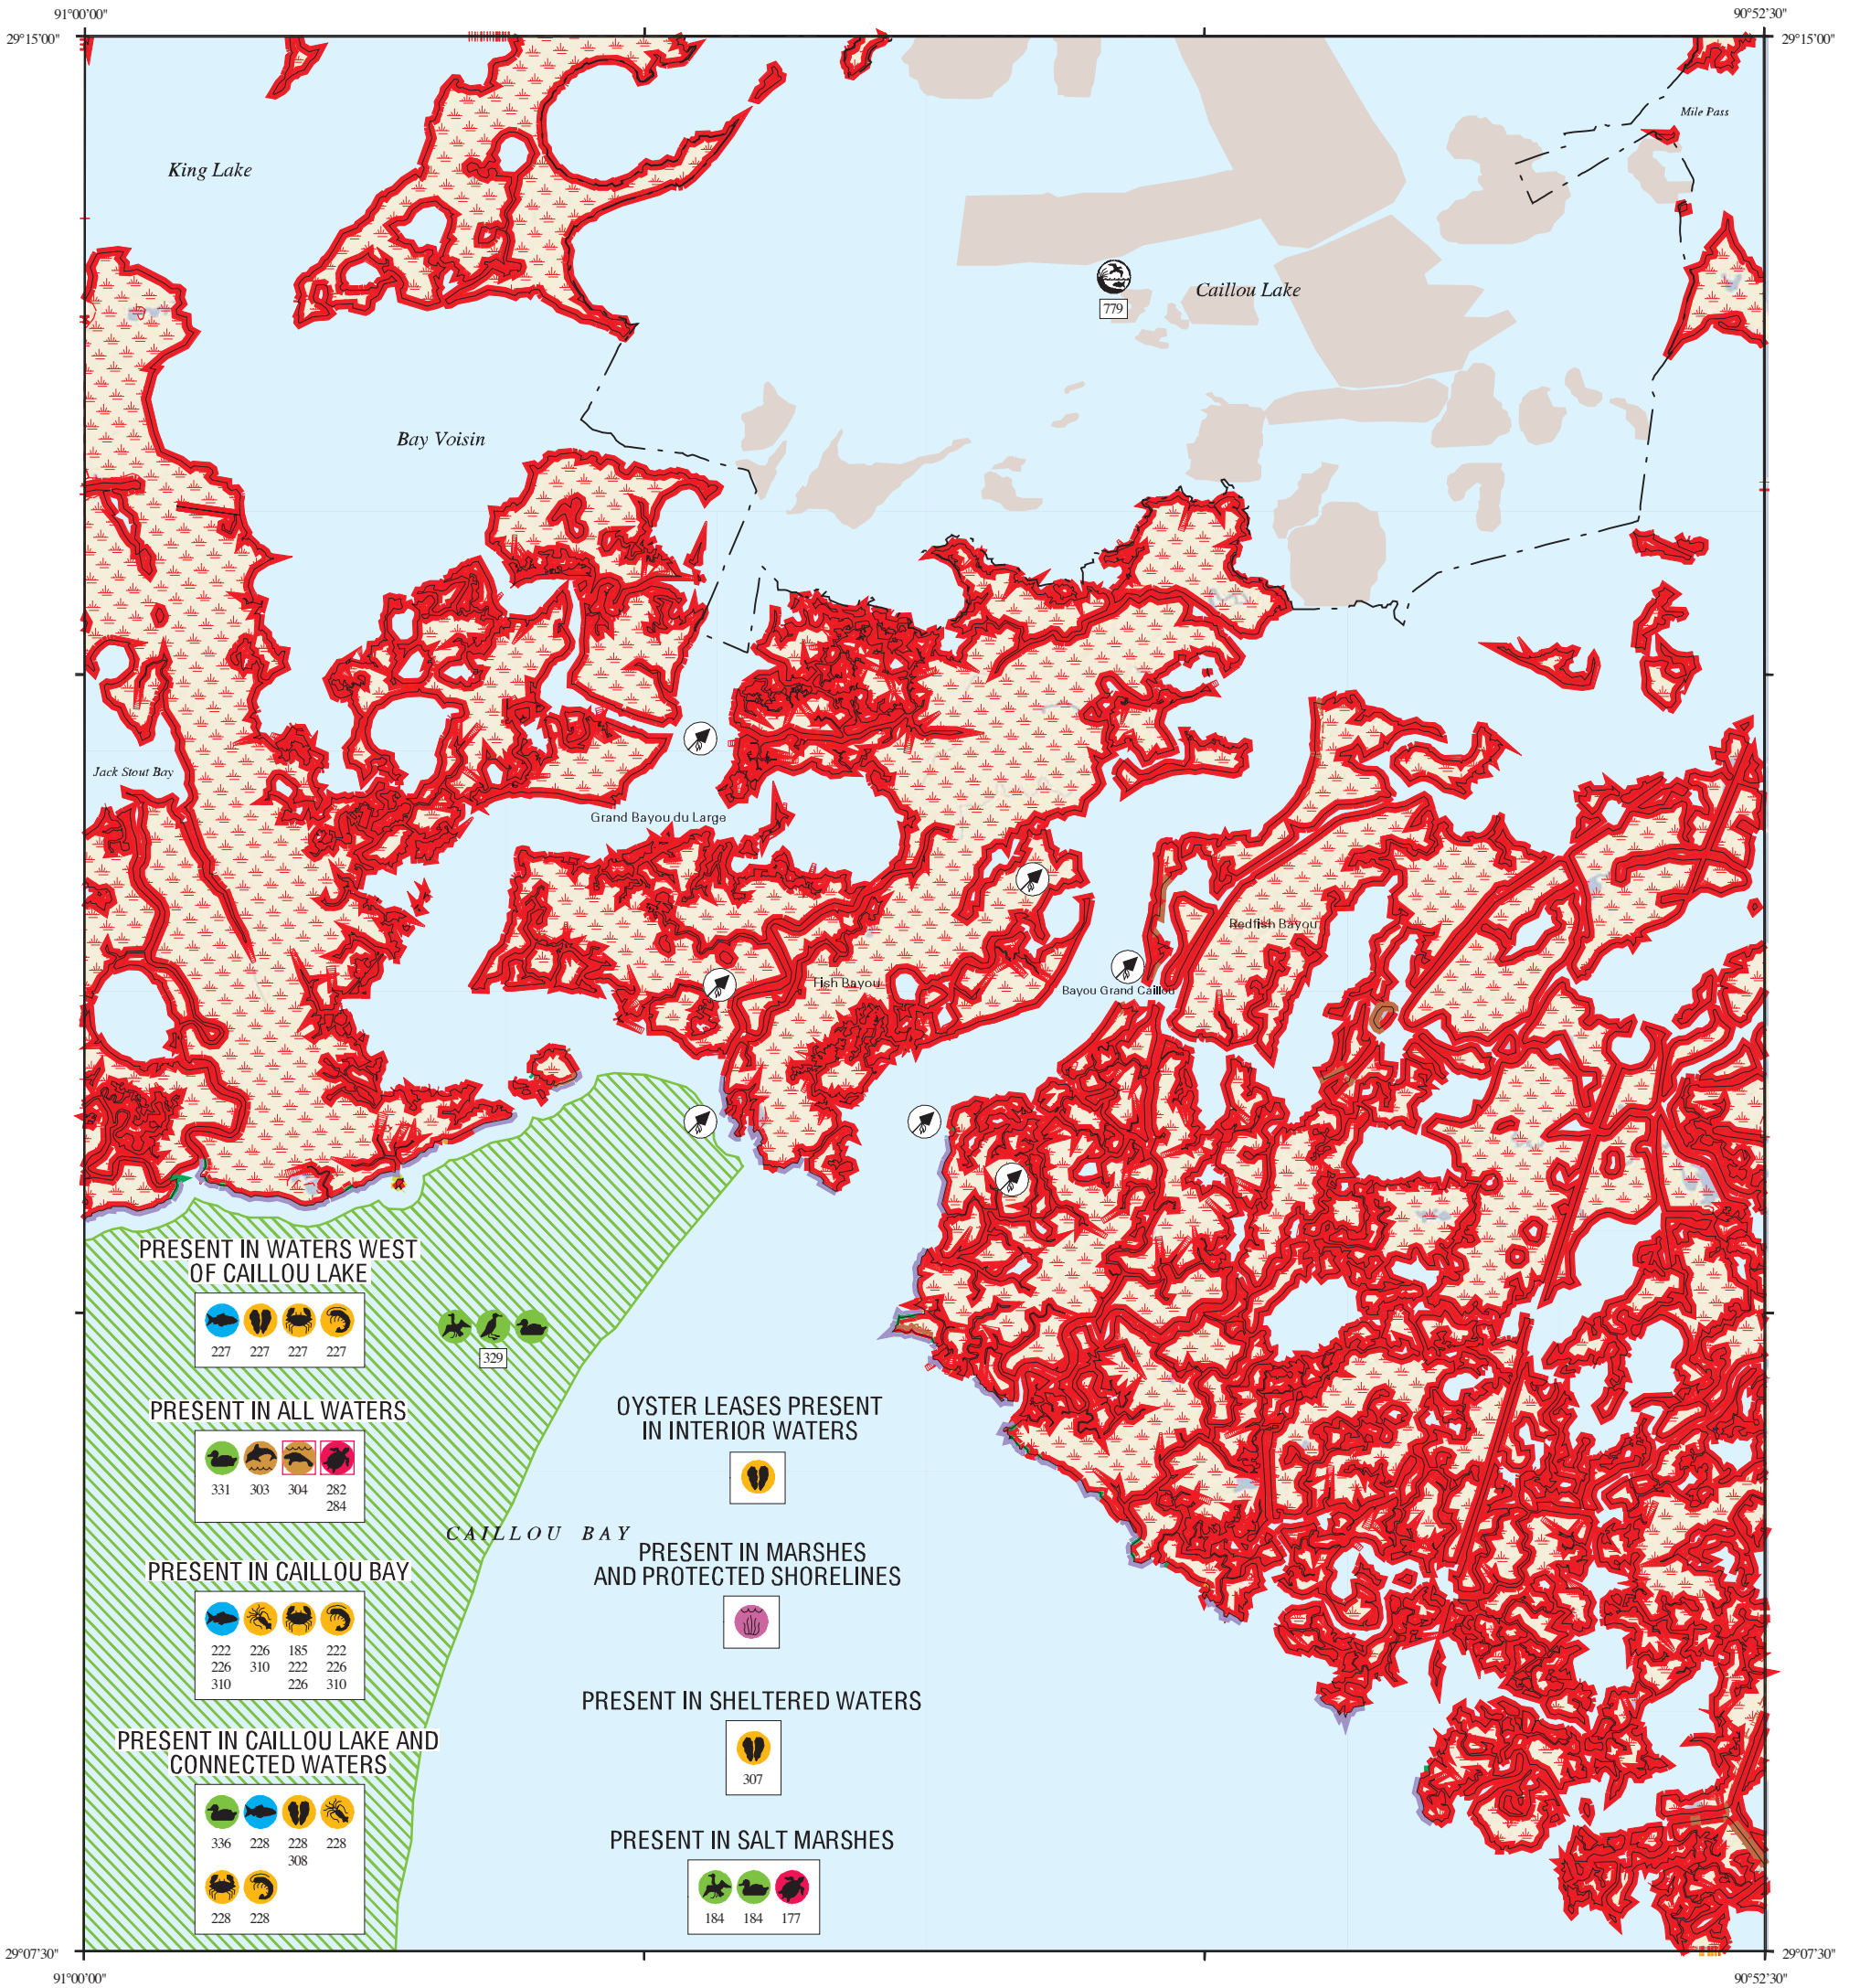 91°00'00"
90°52'30"
29°15'00"
29°15'00"
Mile Pass
King Lake
Caillou Lake
779
Bay Voisin
Jack Stout Bay
Grand Bayou du Large
Redfish Bayou
Fish Bayou
Bayou Grand Caillou
PRESENT IN WATERS WEST
OF CAILLOU LAKE
227 227 227 227
329
PRESENT IN ALL WATERS
331 303 304 282
284
OYSTER LEASES PRESENT
IN INTERIOR WATERS
CAILLOU BAY
PRESENT IN MARSHES
AND PROTECTED SHORELINES
PRESENT IN CAILLOU BAY
222 226 185 222
226 310 222 226
310 226 310
PRESENT IN SHELTERED WATERS
307
PRESENT IN CAILLOU LAKE AND
CONNECTED WATERS
336 228 228 228
308
228 228
PRESENT IN SALT MARSHES
184 184 177
29°07'30"
29°07'30"
91°00'00"
90°52'30"